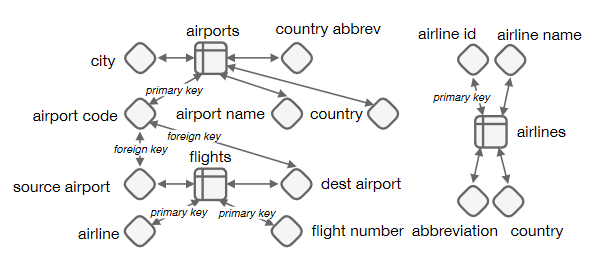 airports
country abbrev
airline id
airline name
city
primary key
primary key
airport code
airport name
country
foreign key
airlines
foreign key
flights
source airport
dest airport
primary key
primary key
airline
flight number
abbreviation
country